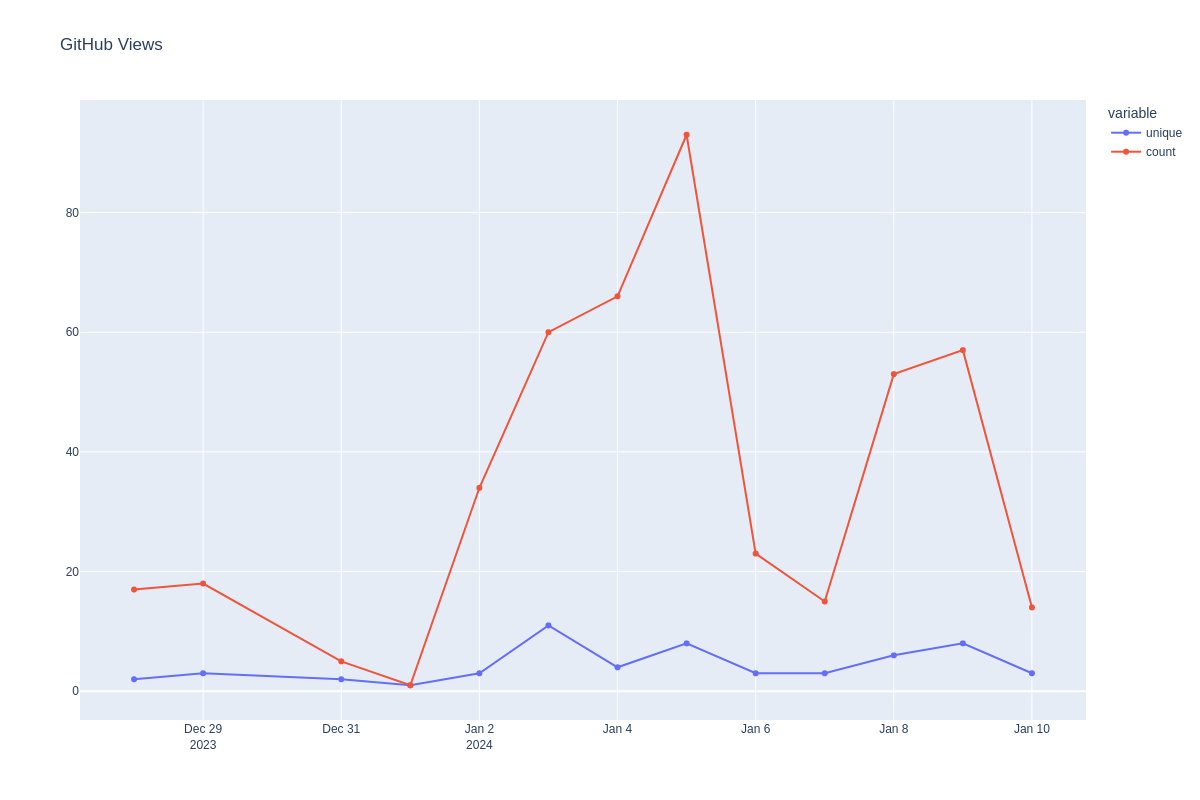 GitHub Views
variable
unique
count
80
60
40
20
0
Dec 29
2023
Dec 31
Jan 2
2024
Jan 4
Jan 6
Jan 8
Jan 10